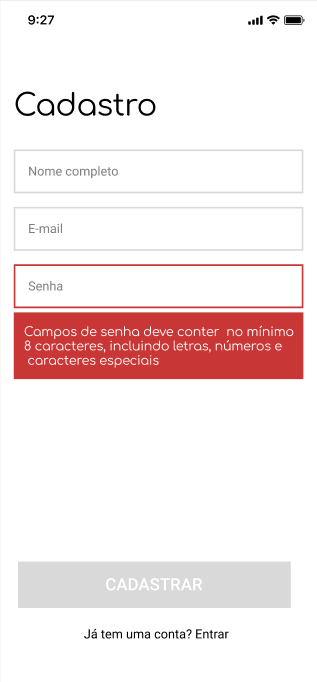 9:27
Cadastro
Nome completo
E-mail
Senha
Campos de senha deve conter  no mínimo
8 caracteres, incluindo letras, números e
caracteres especiais
CADASTRAR
Já tem uma conta? Entrar